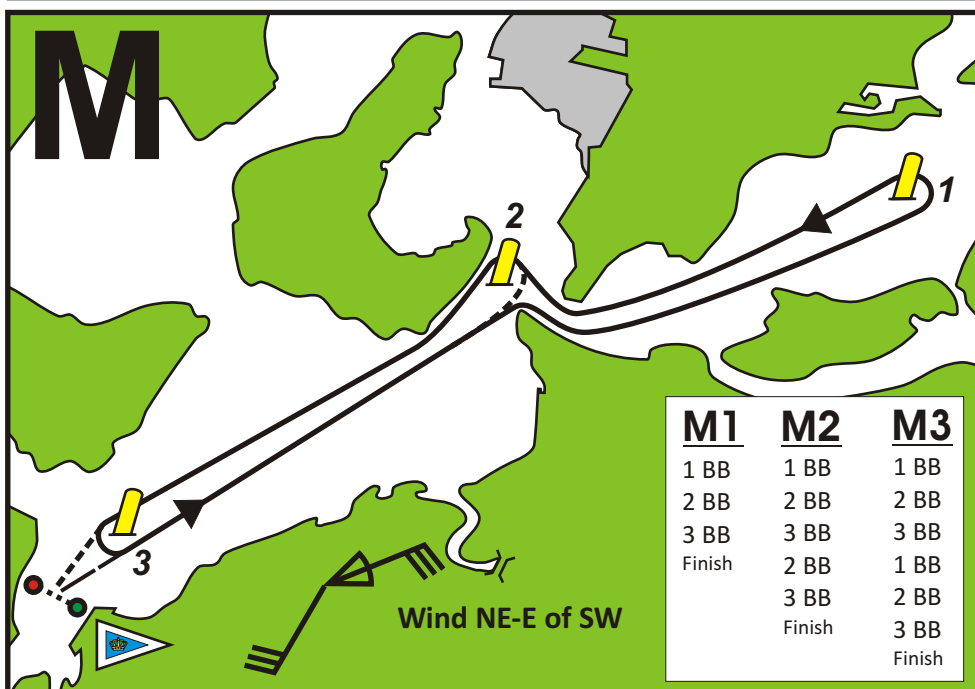 M
1
2
3
Wind NE-E of SW
M1
1 BB
2 BB
3 BB
Finish
M2
1 BB
2 BB
3 BB
2 BB
3 BB
Finish
M3
1 BB
2 BB
3 BB
1 BB
2 BB
3 BB
Finish